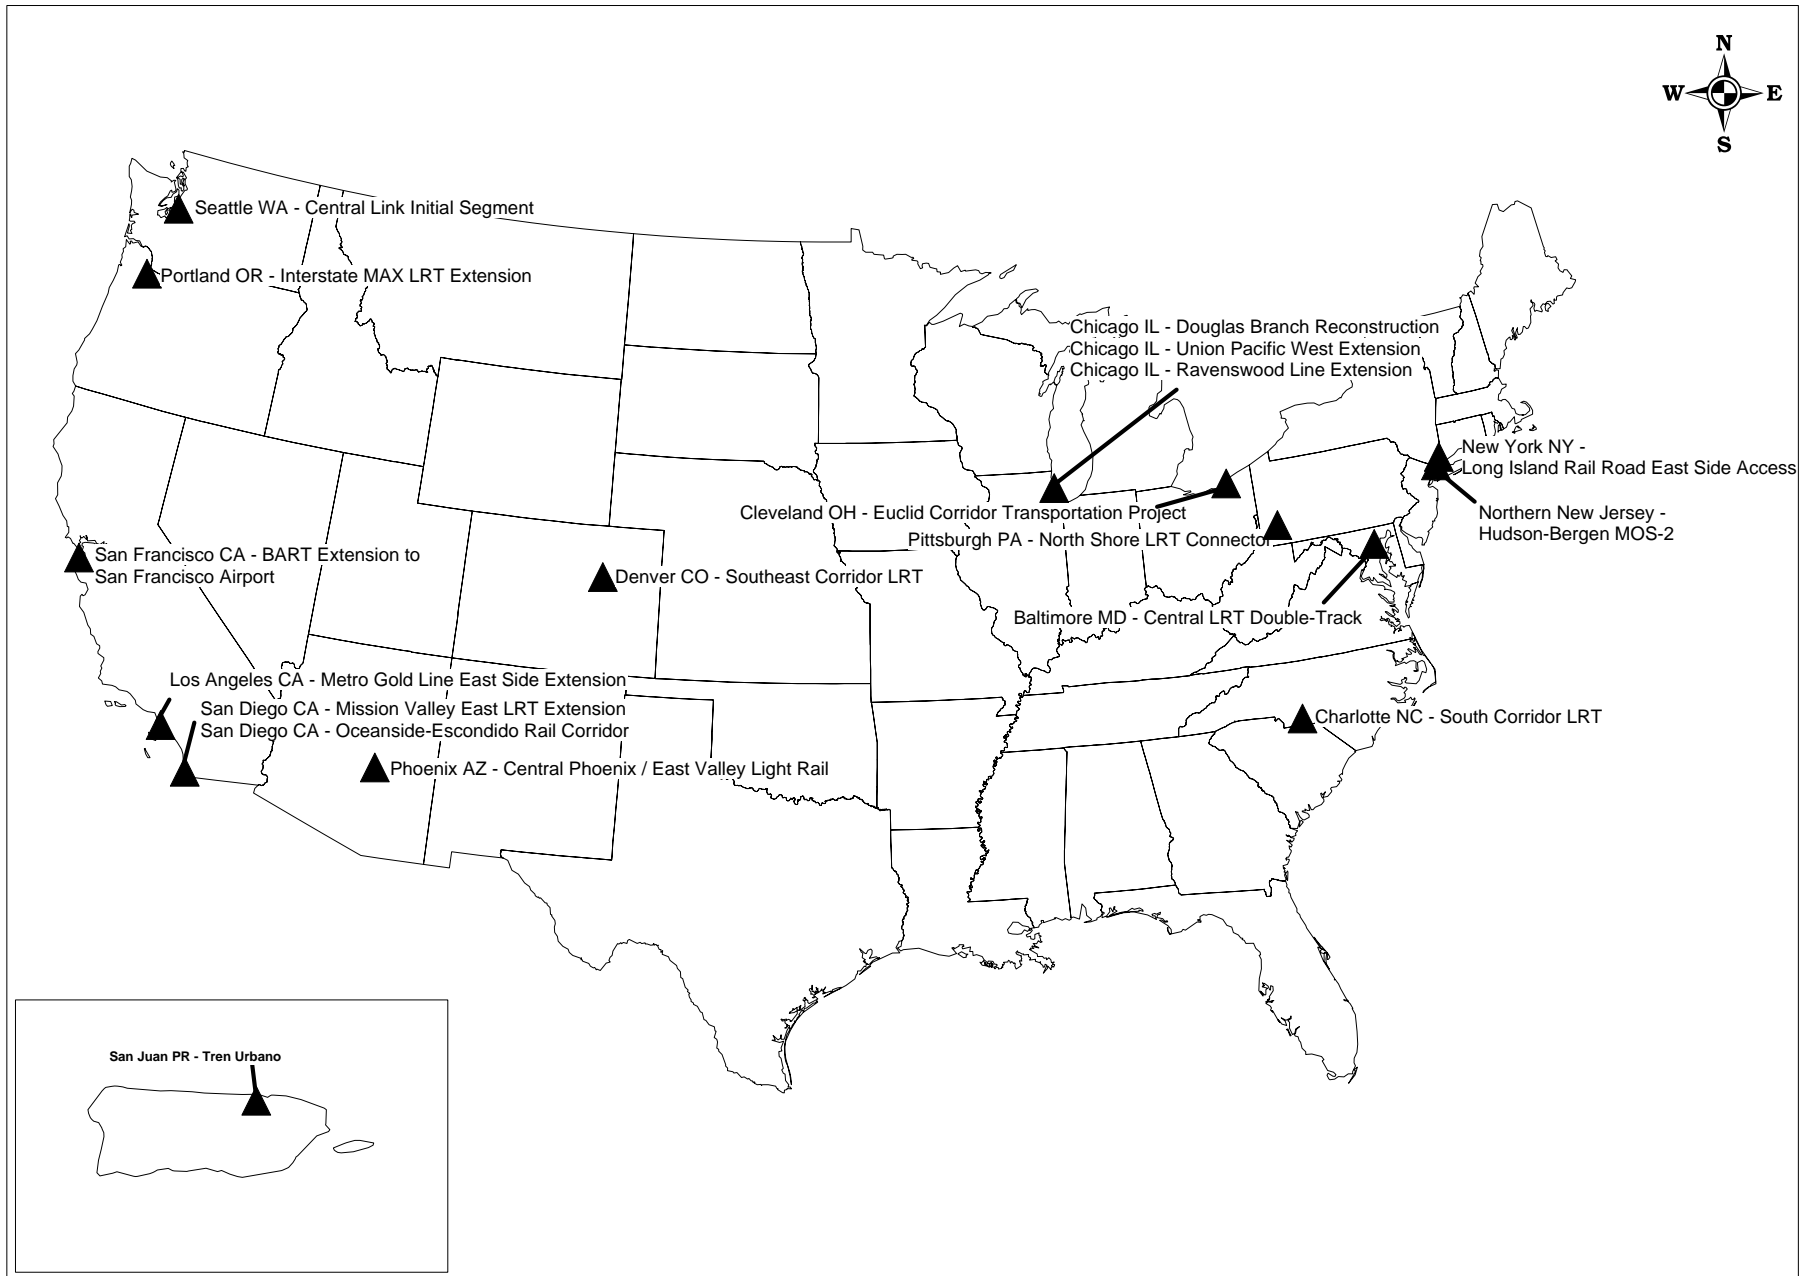 N
W E
S
Seattle WA - Central Link Initial Segment
Portland OR - Interstate MAX LRT Extension
Chicago IL - Douglas Branch Reconstruction
Chicago IL - Union Pacific West Extension
Chicago IL - Ravenswood Line Extension
New York NY -
Long Island Rail Road East Side Access
Northern New Jersey -
Hudson-Bergen MOS-2
Cleveland OH - Euclid Corridor Transportation Project
Pittsburgh PA - North Shore LRT Connector
San Francisco CA - BART Extension to
San Francisco Airport
Denver CO - Southeast Corridor LRT
Baltimore MD - Central LRT Double-Track
Los Angeles CA - Metro Gold Line East Side Extension
San Diego CA - Mission Valley East LRT Extension
San Diego CA - Oceanside-Escondido Rail Corridor
Charlotte NC - South Corridor LRT
Phoenix AZ - Central Phoenix / East Valley Light Rail
San Juan PR - Tren Urbano